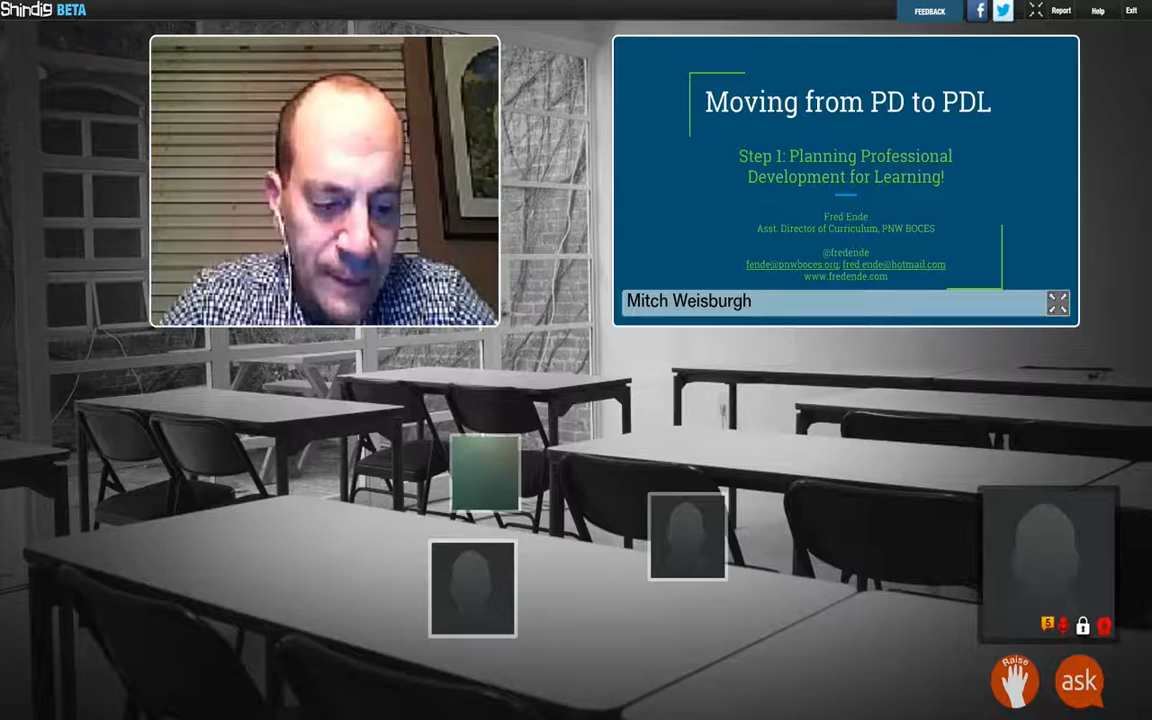 Shindig BETA
FEEDBACK
Report
Help
Exit
Moving from PD to PDL
Step 1: Planning Professional
Development for Learning!
Fred Ende
Asst. Director of Curriculum, PNW BOCES
@fredende
fende@pnwboces.org; fred.ende@hotmail.com
www.fredende.com
Mitch Weisburgh
5
Raise
ask